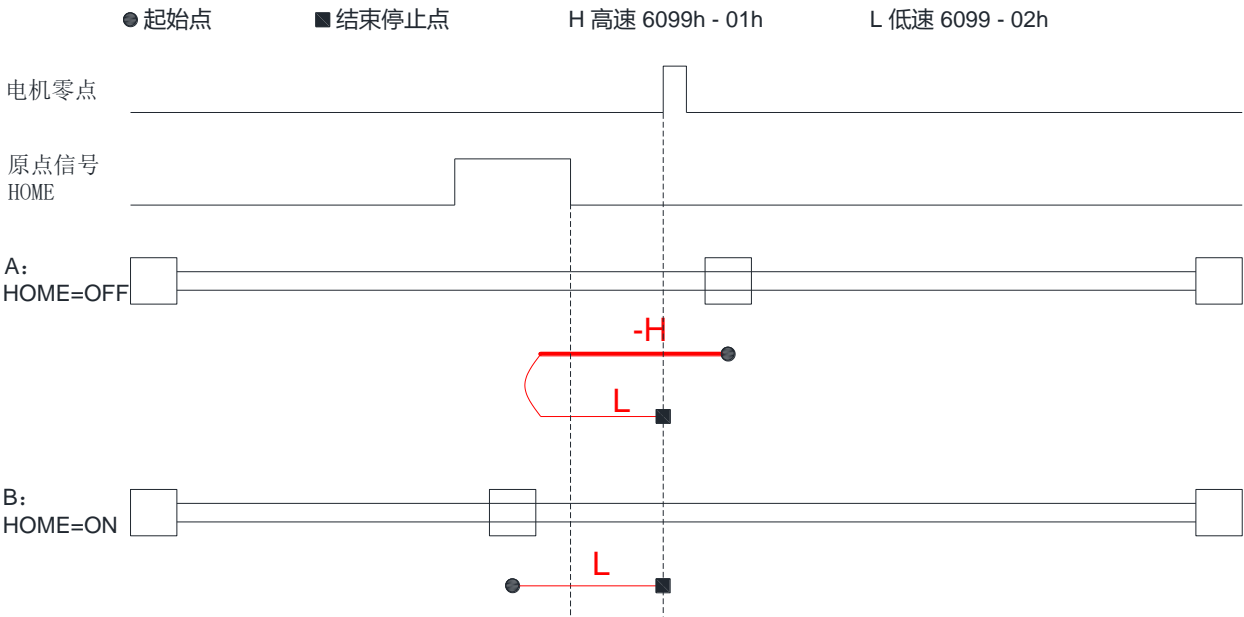 起始点 结束停止点 H 高速 6099h - 01h L 低速 6099 - 02h
电机零点
原点信号
HOME
A:
HOME=OFF
-H
L
B:
HOME=ON
L